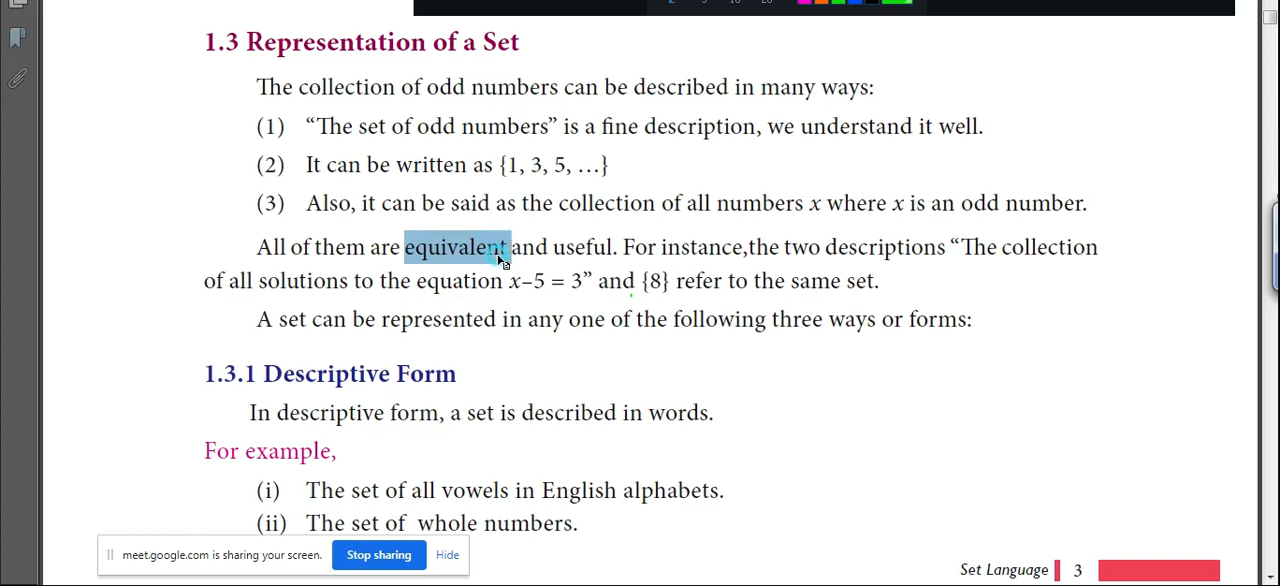 1.3 Representation of a Set
The collection of odd numbers can be described in many ways:
(1) “The set of odd numbers” is a fine description, we understand it well.
(2) It can be written as {1, 3, 5, …}
(3) Also, it can be said as the collection of all numbers x where x is an odd number.
All of them are equivalent and useful. For instance,the two descriptions “The collection
of all solutions to the equation x–5 = 3” and {8} refer to the same set.
A set can be represented in any one of the following three ways or forms:
1.3.1 Descriptive Form
In descriptive form, a set is described in words.
For example,
(i) The set of all vowels in English alphabets.
(ii) The set of whole numbers.
meet.google.com is sharing your screen. Stop sharing Hide
Set Language 3